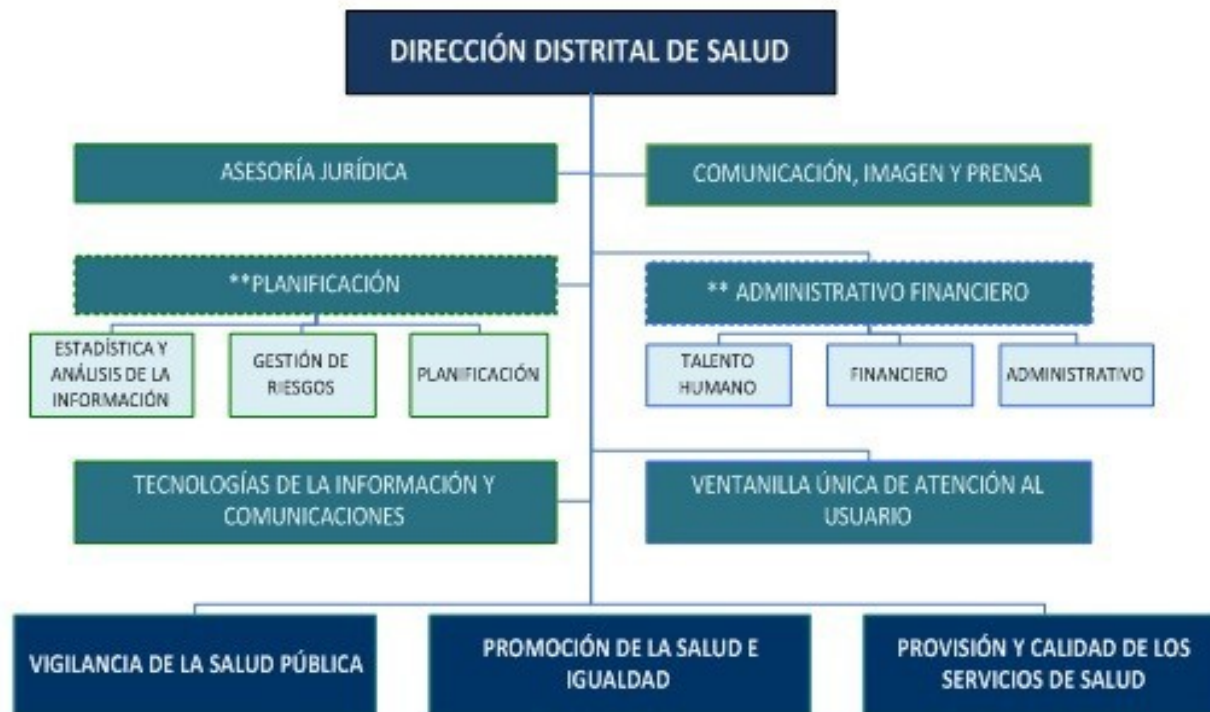 DIRECCIÓN DISTRITAL DE SALUD
ASESORÍA JURÍDICA
COMUNICACIÓN, IMAGEN Y PRENSA
**PLANIFICACIÓN
** ADMINISTRATIVO FINANCIERO
ESTADÍSTICA Y
ANÁLISIS DE LA
INFORMACIÓN
GESTIÓN DE
RIESGOS
PLANIFICACIÓN
TALENTO
HUMANO
FINANCIERO
ADMINISTRATIVO
TECNOLOGÍAS DE LA INFORMACIÓN Y
COMUNICACIONES
VENTANILLA ÚNICA DE ATENCIÓN AL
USUARIO
VIGILANCIA DE LA SALUD PÚBLICA
PROMOCIÓN DE LA SALUD E
IGUALDAD
PROVISIÓN Y CALIDAD DE LOS
SERVICIOS DE SALUD